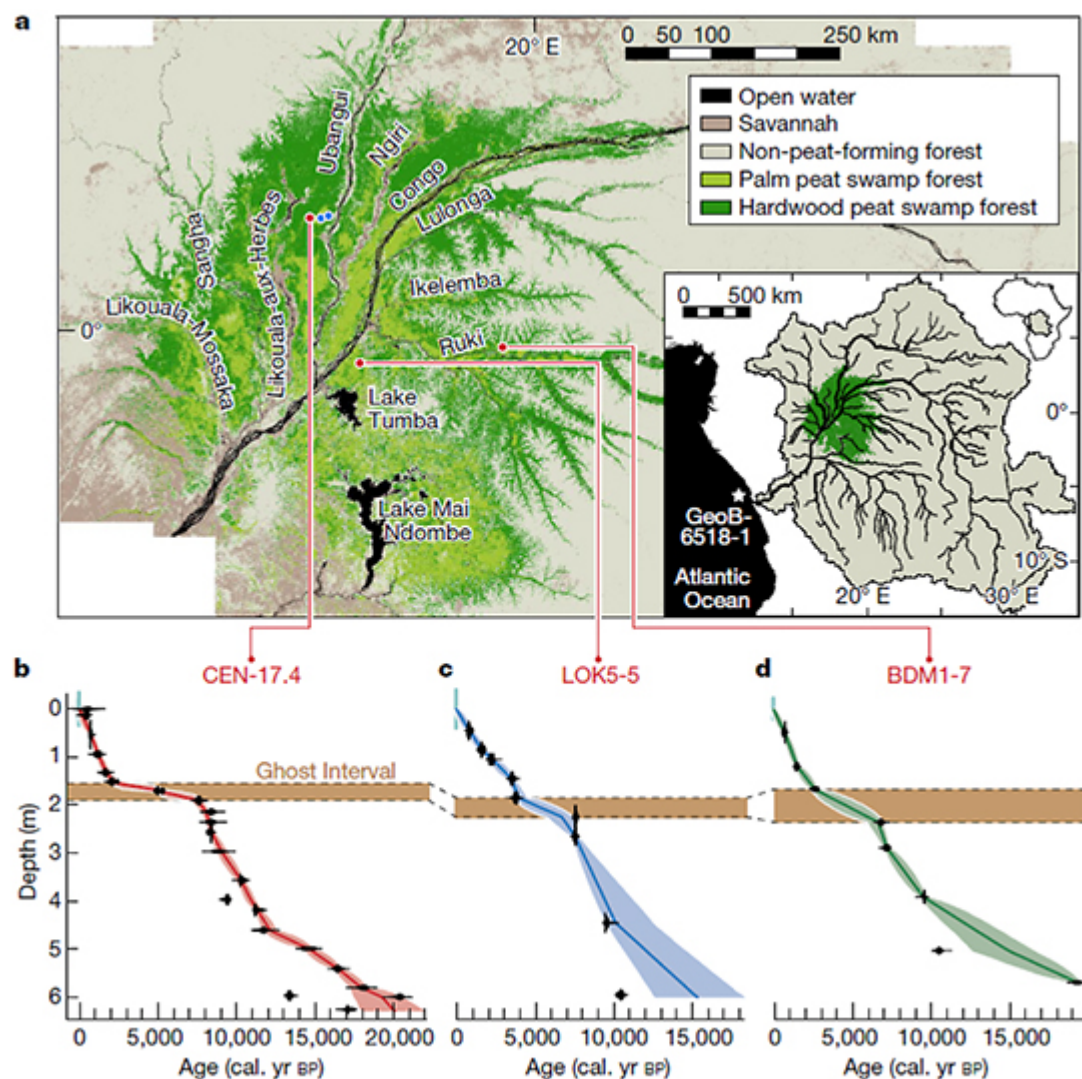 a
20° E
0 50 100 250 km
Open water
Savannah
Non-peat-forming forest
Palm peat swamp forest
Hardwood peat swamp forest
Ubangui
Ngiri
Congo
Lulonga
Likouala-aux-Herbes
Sangha
Likouala-Mossaka
Ikelemba
Ruki
0°
Lake
Tumba
Lake Mai
Ndombe
0 500 km
0°
GeoB-
6518-1
Atlantic
Ocean
10° S
20° E
30° E
b
CEN-17.4
c
LOK5-5
d
BDM1-7
Ghost Interval
Depth (m)
0
1
2
3
4
5
6
0 5,000 10,000 15,000 20,000
Age (cal. yr BP)
0 5,000 10,000 15,000
Age (cal. yr BP)
0 5,000 10,000 15,000
Age (cal. yr BP)